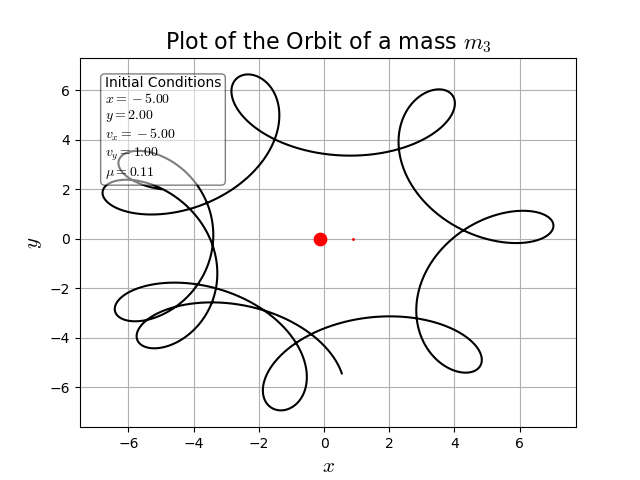 Plot of the Orbit of a mass m₃
Initial Conditions
x = −5.00
y = 2.00
vₓ = −5.00
v_y = 1.00
μ = 0.11
6
4
2
0
−2
−4
−6
y
−6 −4 −2 0 2 4 6
x